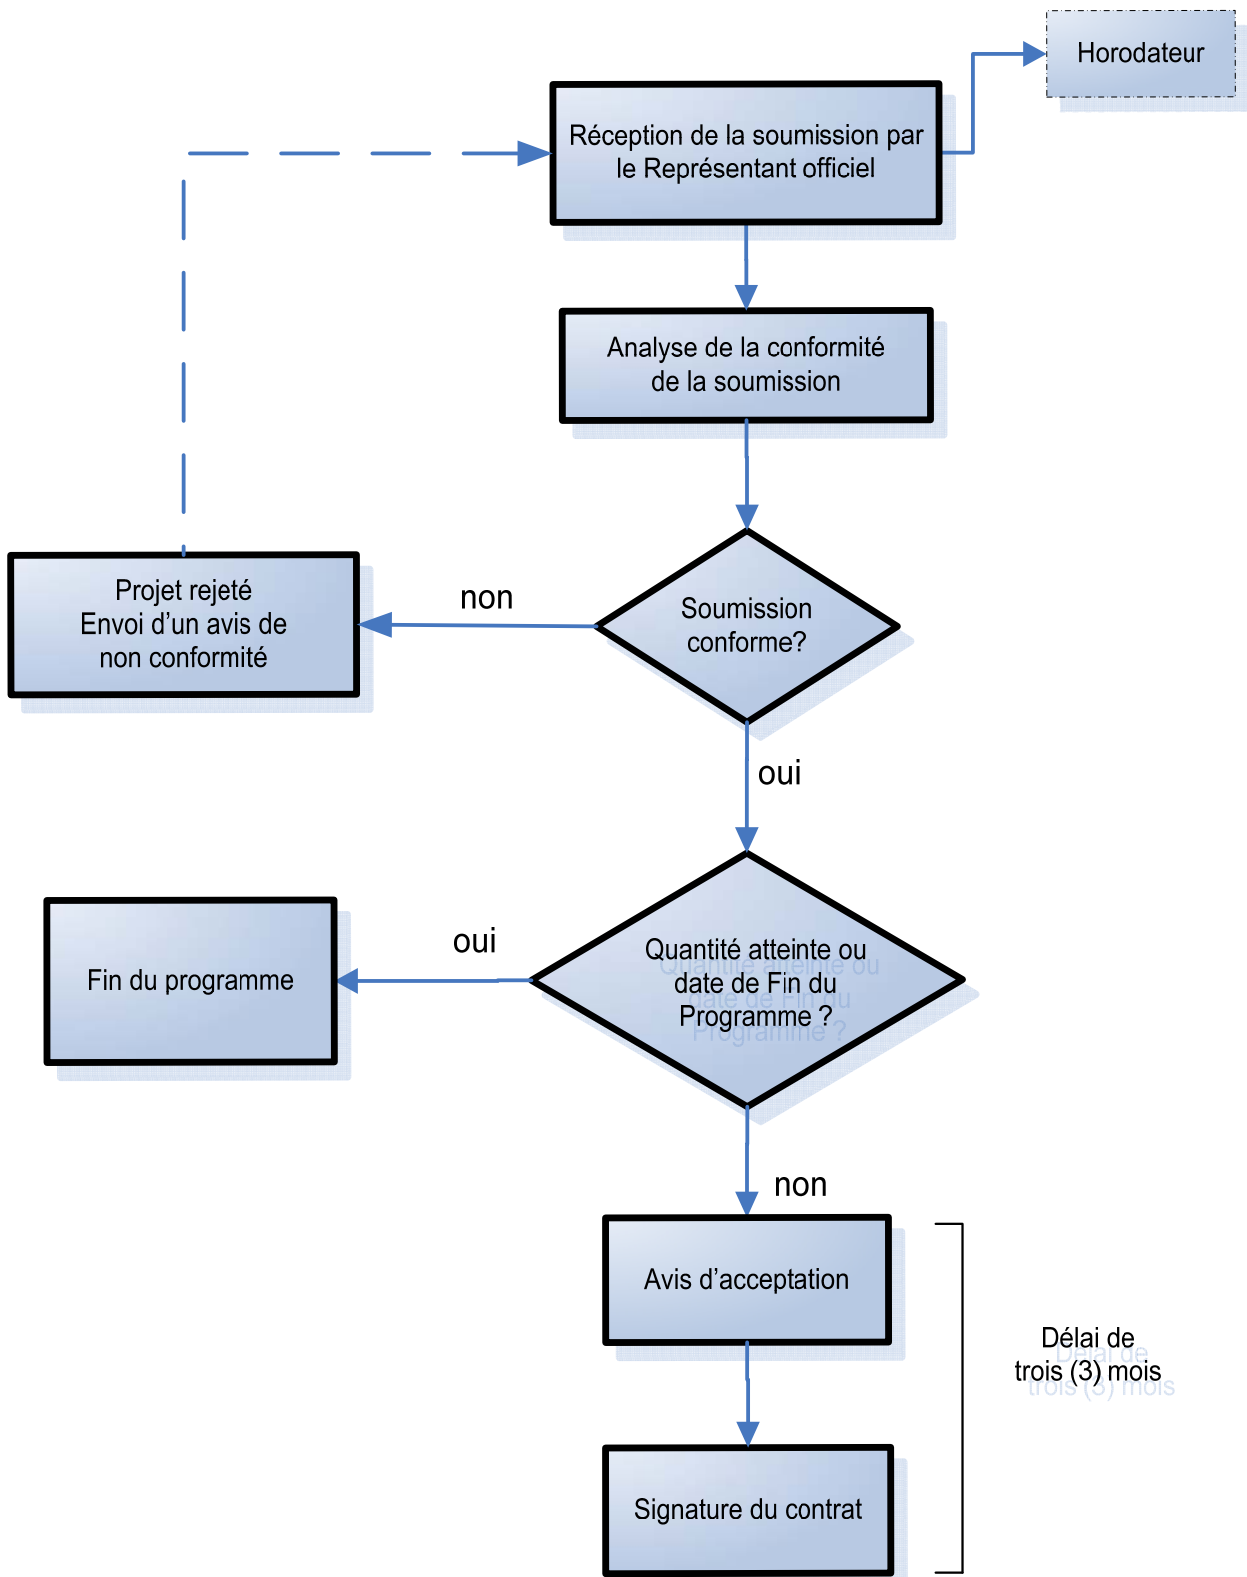 Horodateur
Réception de la soumission par
le Représentant officiel
Analyse de la conformité
de la soumission
Soumission
conforme?
non
Projet rejeté
Envoi d'un avis de
non conformité
oui
Quantité atteinte ou
date de Fin du
Programme ?
oui
Fin du programme
non
Avis d'acceptation
Délai de
trois (3) mois
Signature du contrat